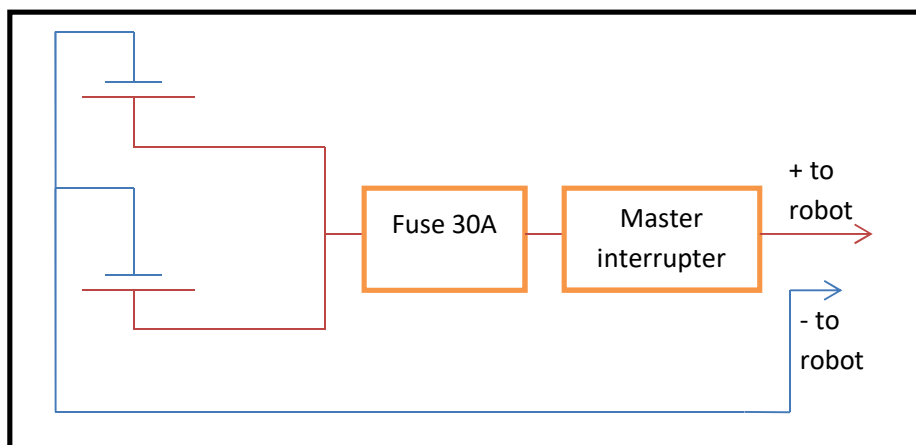 Fuse 30A
Master
interrupter
+ to
robot
- to
robot